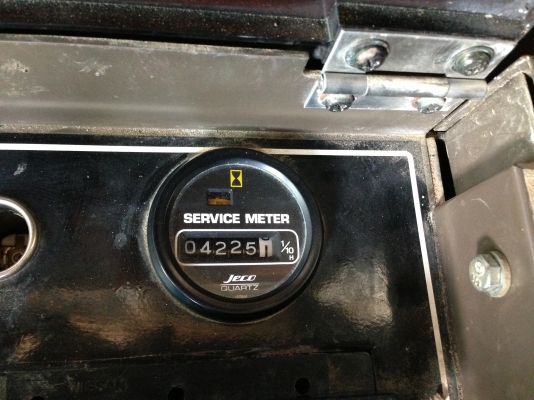 SERVICE METER
04225 1/10
H
Jeco
QUARTZ